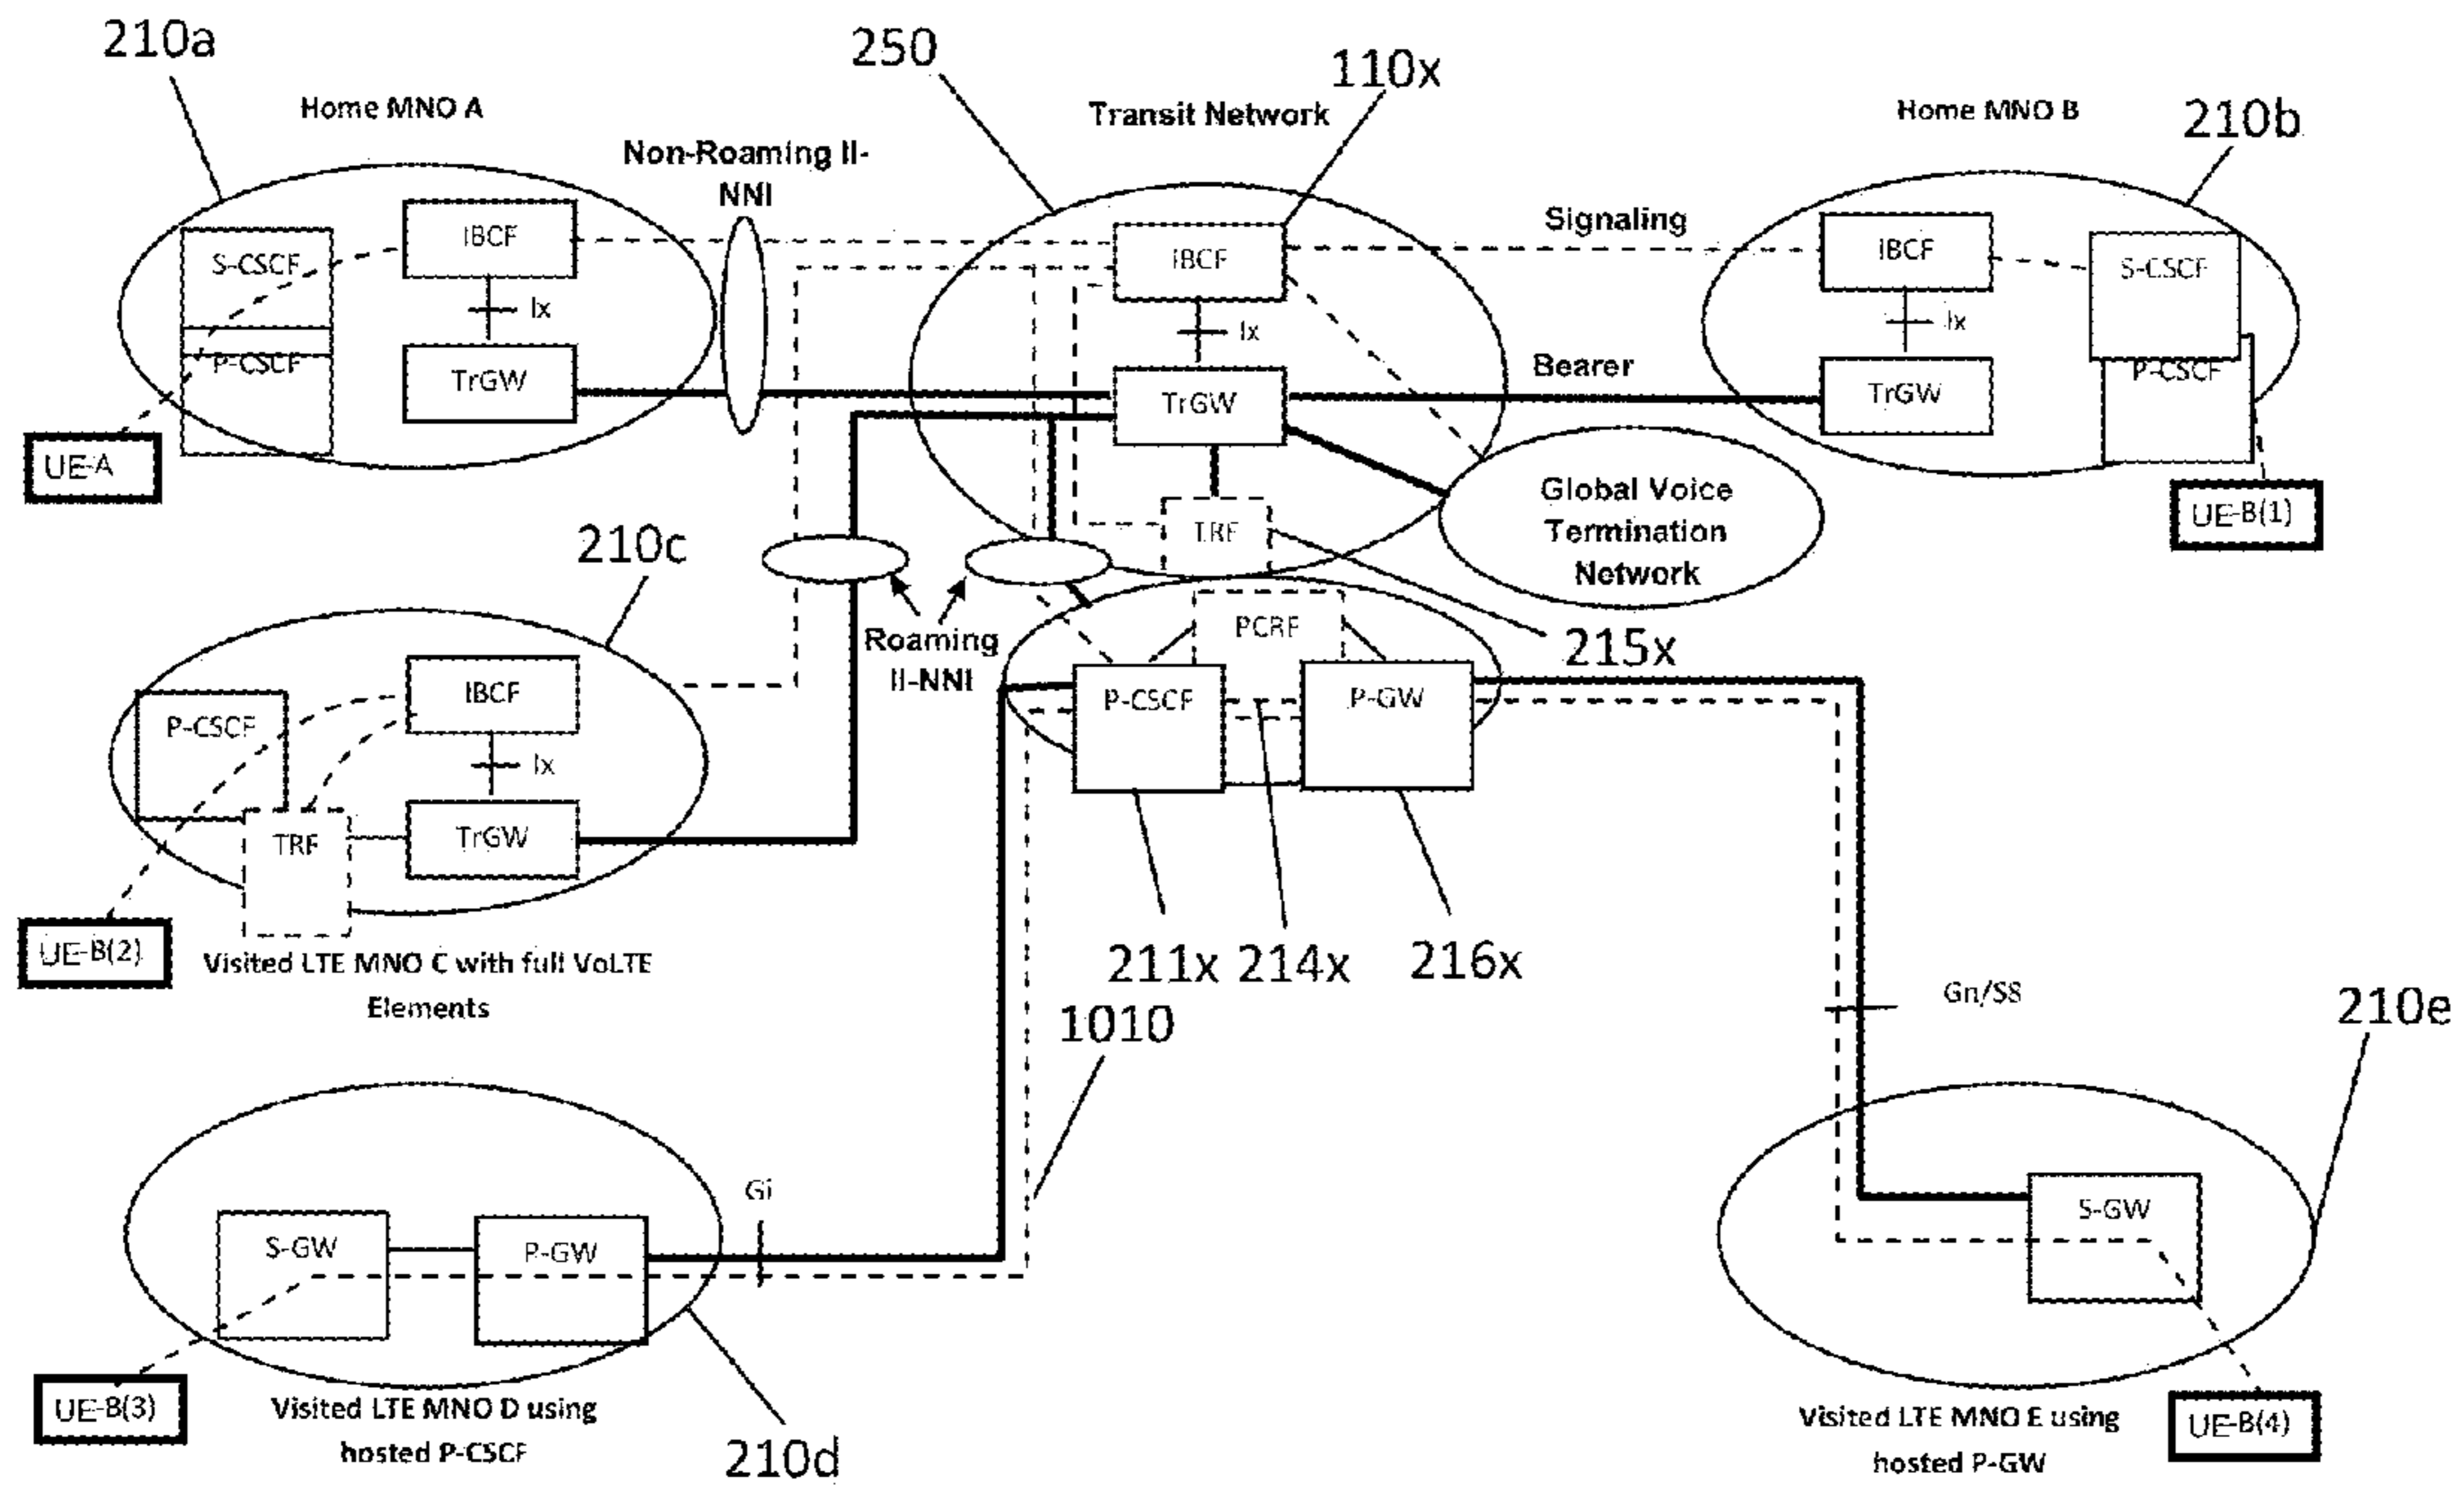 210a
250
110x
Home MNO A
Transit Network
Home MNO B
210b
Non-Roaming II-
NNI
IBCF
S-CSCF
Ix
P-CSCF
TrGW
UE-A
IBCF
Ix
TrGW
TRF
Signaling
Bearer
IBCF
S-CSCF
Ix
P-CSCF
TrGW
UE-B(1)
Global Voice
Termination
Network
210c
Roaming
II-NNI
PCRF
215x
P-CSCF
P-GW
IBCF
P-CSCF
Ix
TRF
TrGW
UE-B(2)
Visited LTE MNO C with full VoLTE
Elements
211x
214x
216x
1010
Gn/S8
210e
Gi
S-GW
P-GW
S-GW
UE-B(3)
Visited LTE MNO D using
hosted P-CSCF
210d
Visited LTE MNO E using
hosted P-GW
UE-B(4)